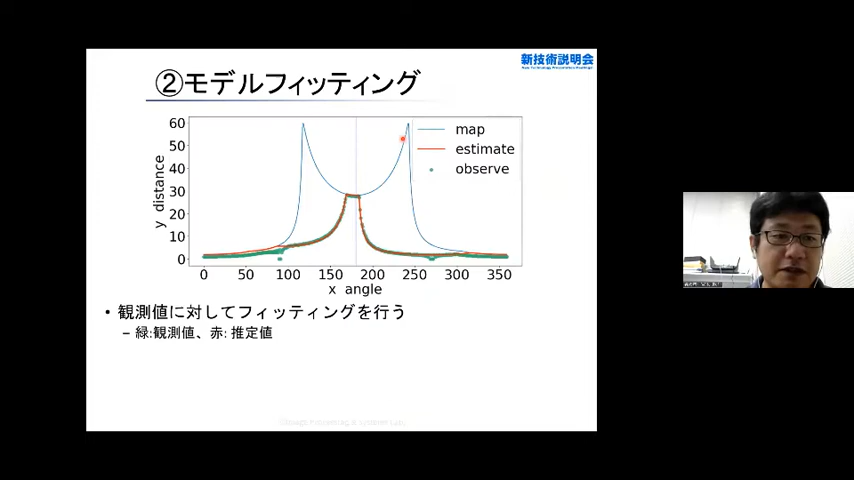 新技術説明会
②モデルフィッティング
60
50
40
30
20
10
0
y distance
map
estimate
observe
0 50 100 150 200 250 300 350
x angle
• 観測値に対してフィッティングを行う
– 緑:観測値、赤: 推定値